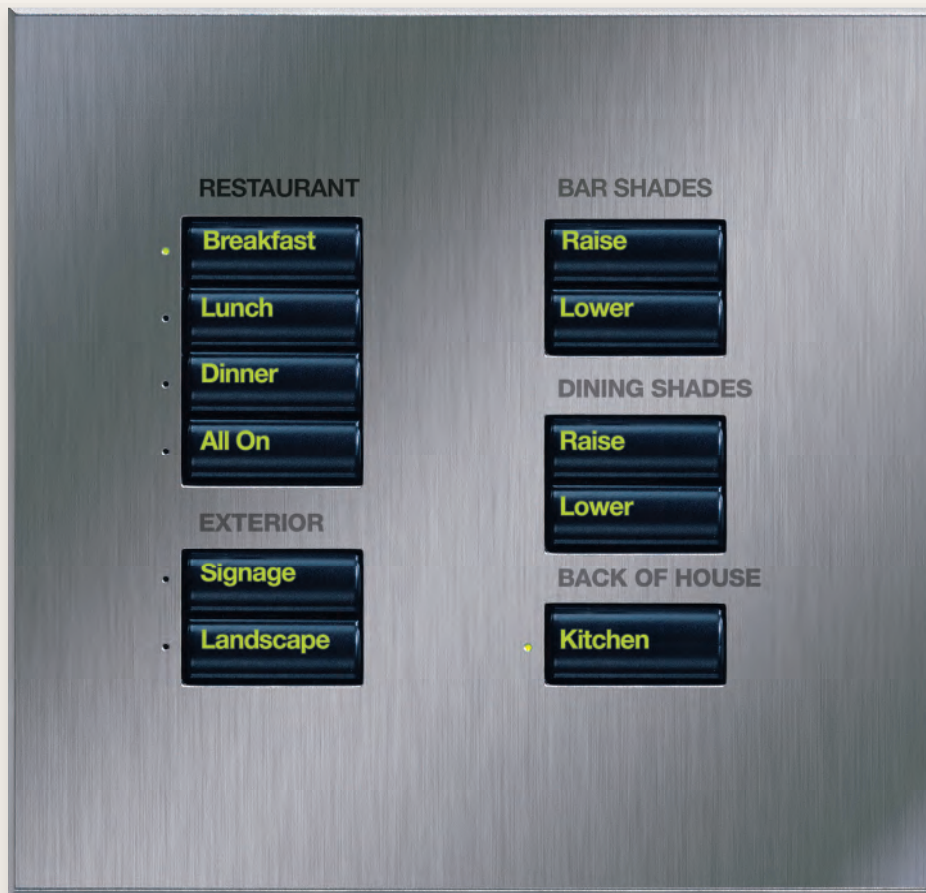 RESTAURANT
Breakfast
Lunch
Dinner
All On
EXTERIOR
Signage
Landscape
BAR SHADES
Raise
Lower
DINING SHADES
Raise
Lower
BACK OF HOUSE
Kitchen